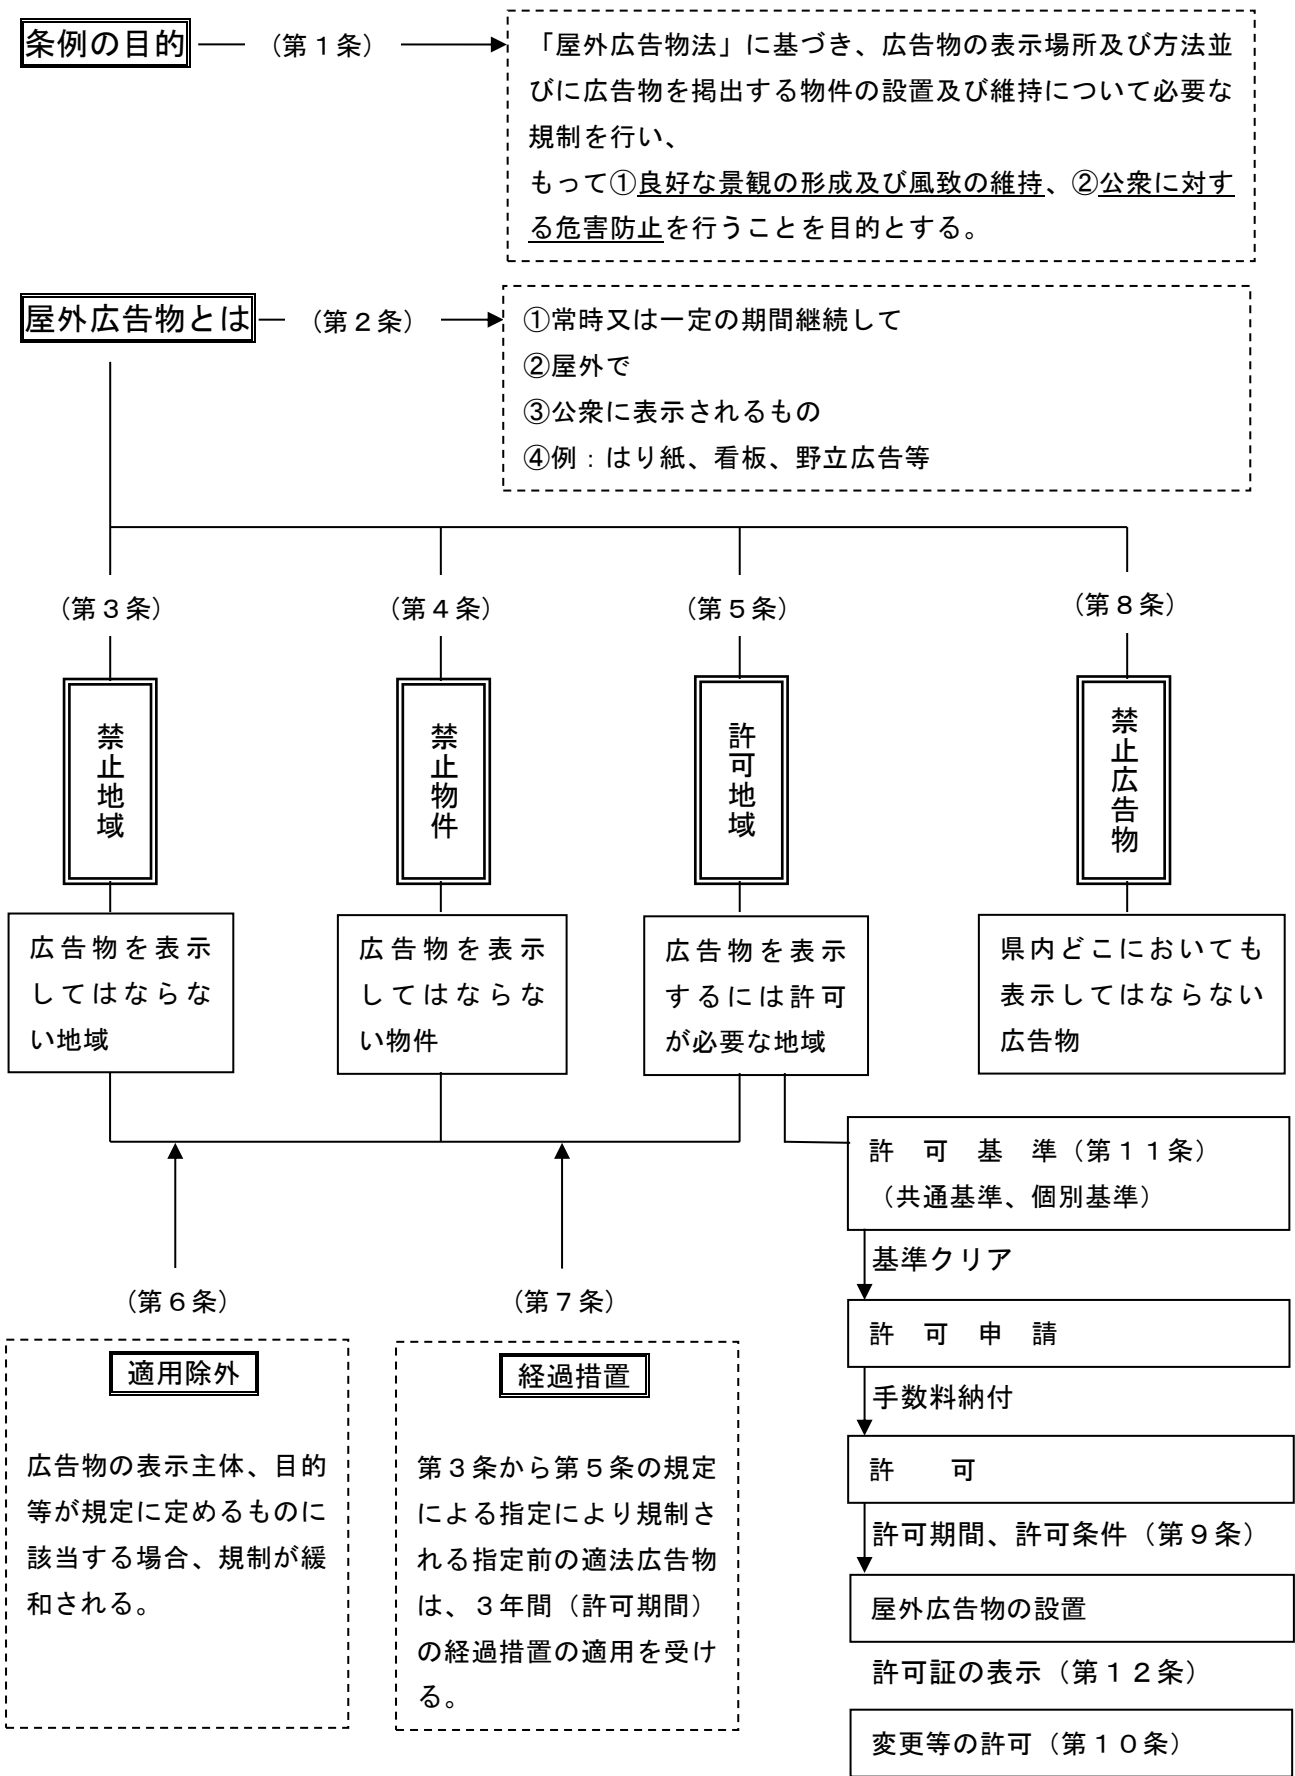 条例の目的
（第１条）
「屋外広告物法」に基づき、広告物の表示場所及び方法並
びに広告物を掲出する物件の設置及び維持について必要な
規制を行い、
もって①良好な景観の形成及び風致の維持、②公衆に対す
る危害防止を行うことを目的とする。
屋外広告物とは
（第２条）
①常時又は一定の期間継続して
②屋外で
③公衆に表示されるもの
④例：はり紙、看板、野立広告等
（第３条）
（第４条）
（第５条）
（第８条）
禁止地域
禁止物件
許可地域
禁止広告物
広告物を表示
してはならな
い地域
広告物を表示
してはならな
い物件
広告物を表示
するには許可
が必要な地域
県内どこにおいても
表示してはならない
広告物
（第６条）
適用除外
広告物の表示主体、目的
等が規定に定めるものに
該当する場合、規制が緩
和される。
（第７条）
経過措置
第３条から第５条の規定
による指定により規制さ
れる指定前の適法広告物
は、３年間（許可期間）
の経過措置の適用を受け
る。
許　可　基　準（第１１条）
（共通基準、個別基準）
基準クリア
許　可　申　請
手数料納付
許　　可
許可期間、許可条件（第９条）
屋外広告物の設置
許可証の表示（第１２条）
変更等の許可（第１０条）